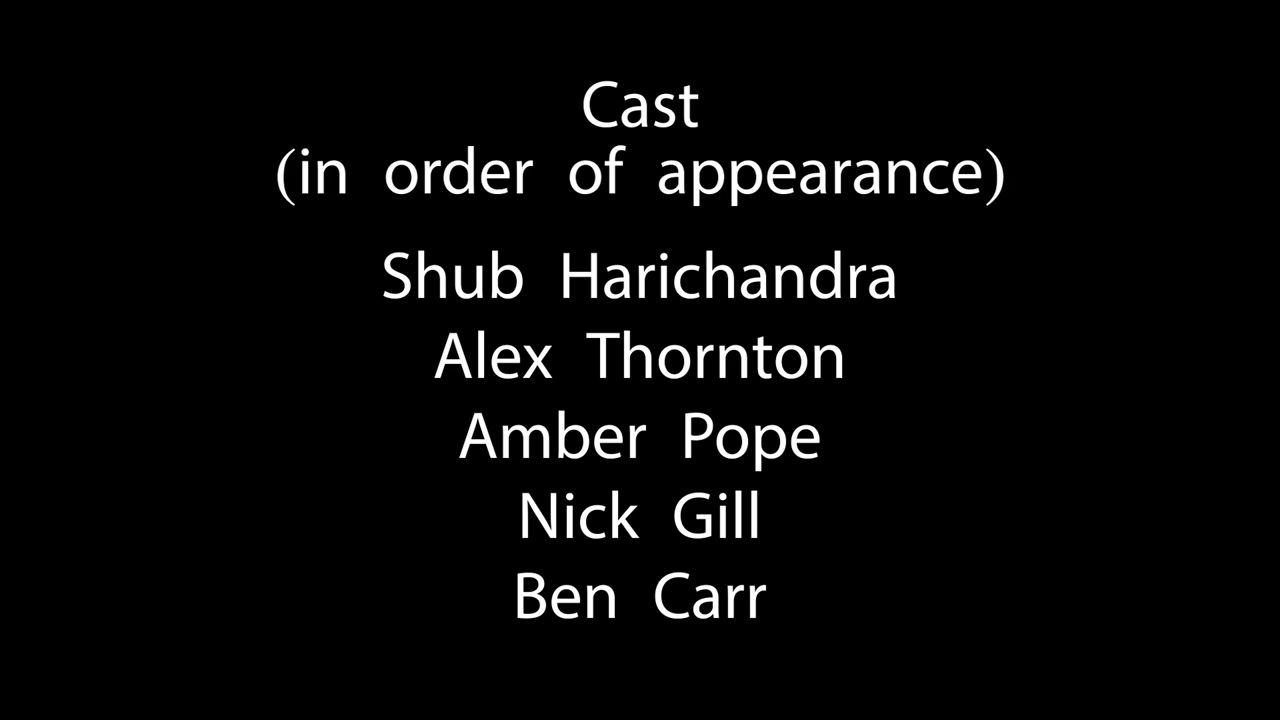 Cast
(in order of appearance)
Shub Harichandra
Alex Thornton
Amber Pope
Nick Gill
Ben Carr